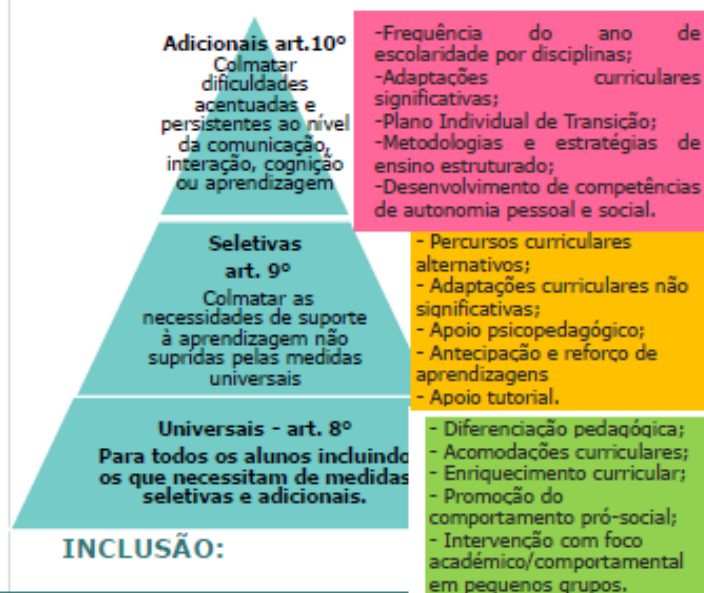 Adicionais art.10º
Colmatar
dificuldades
acentuadas e
persistentes ao nível
da comunicação,
interação, cognição
ou aprendizagem
-Frequência do ano de
escolaridade por disciplinas;
-Adaptações curriculares
significativas;
-Plano Individual de Transição;
-Metodologias e estratégias de
ensino estruturado;
-Desenvolvimento de competências
de autonomia pessoal e social.
Seletivas
art. 9º
Colmatar as
necessidades de suporte
à aprendizagem não
supridas pelas medidas
universais
- Percursos curriculares
alternativos;
- Adaptações curriculares não
significativas;
- Apoio psicopedagógico;
- Antecipação e reforço de
aprendizagens
- Apoio tutorial.
Universais - art. 8º
Para todos os alunos incluindo
os que necessitam de medidas
seletivas e adicionais.
- Diferenciação pedagógica;
- Acomodações curriculares;
- Enriquecimento curricular;
- Promoção do
comportamento pró-social;
- Intervenção com foco
académico/comportamental
em pequenos grupos.
INCLUSÃO: